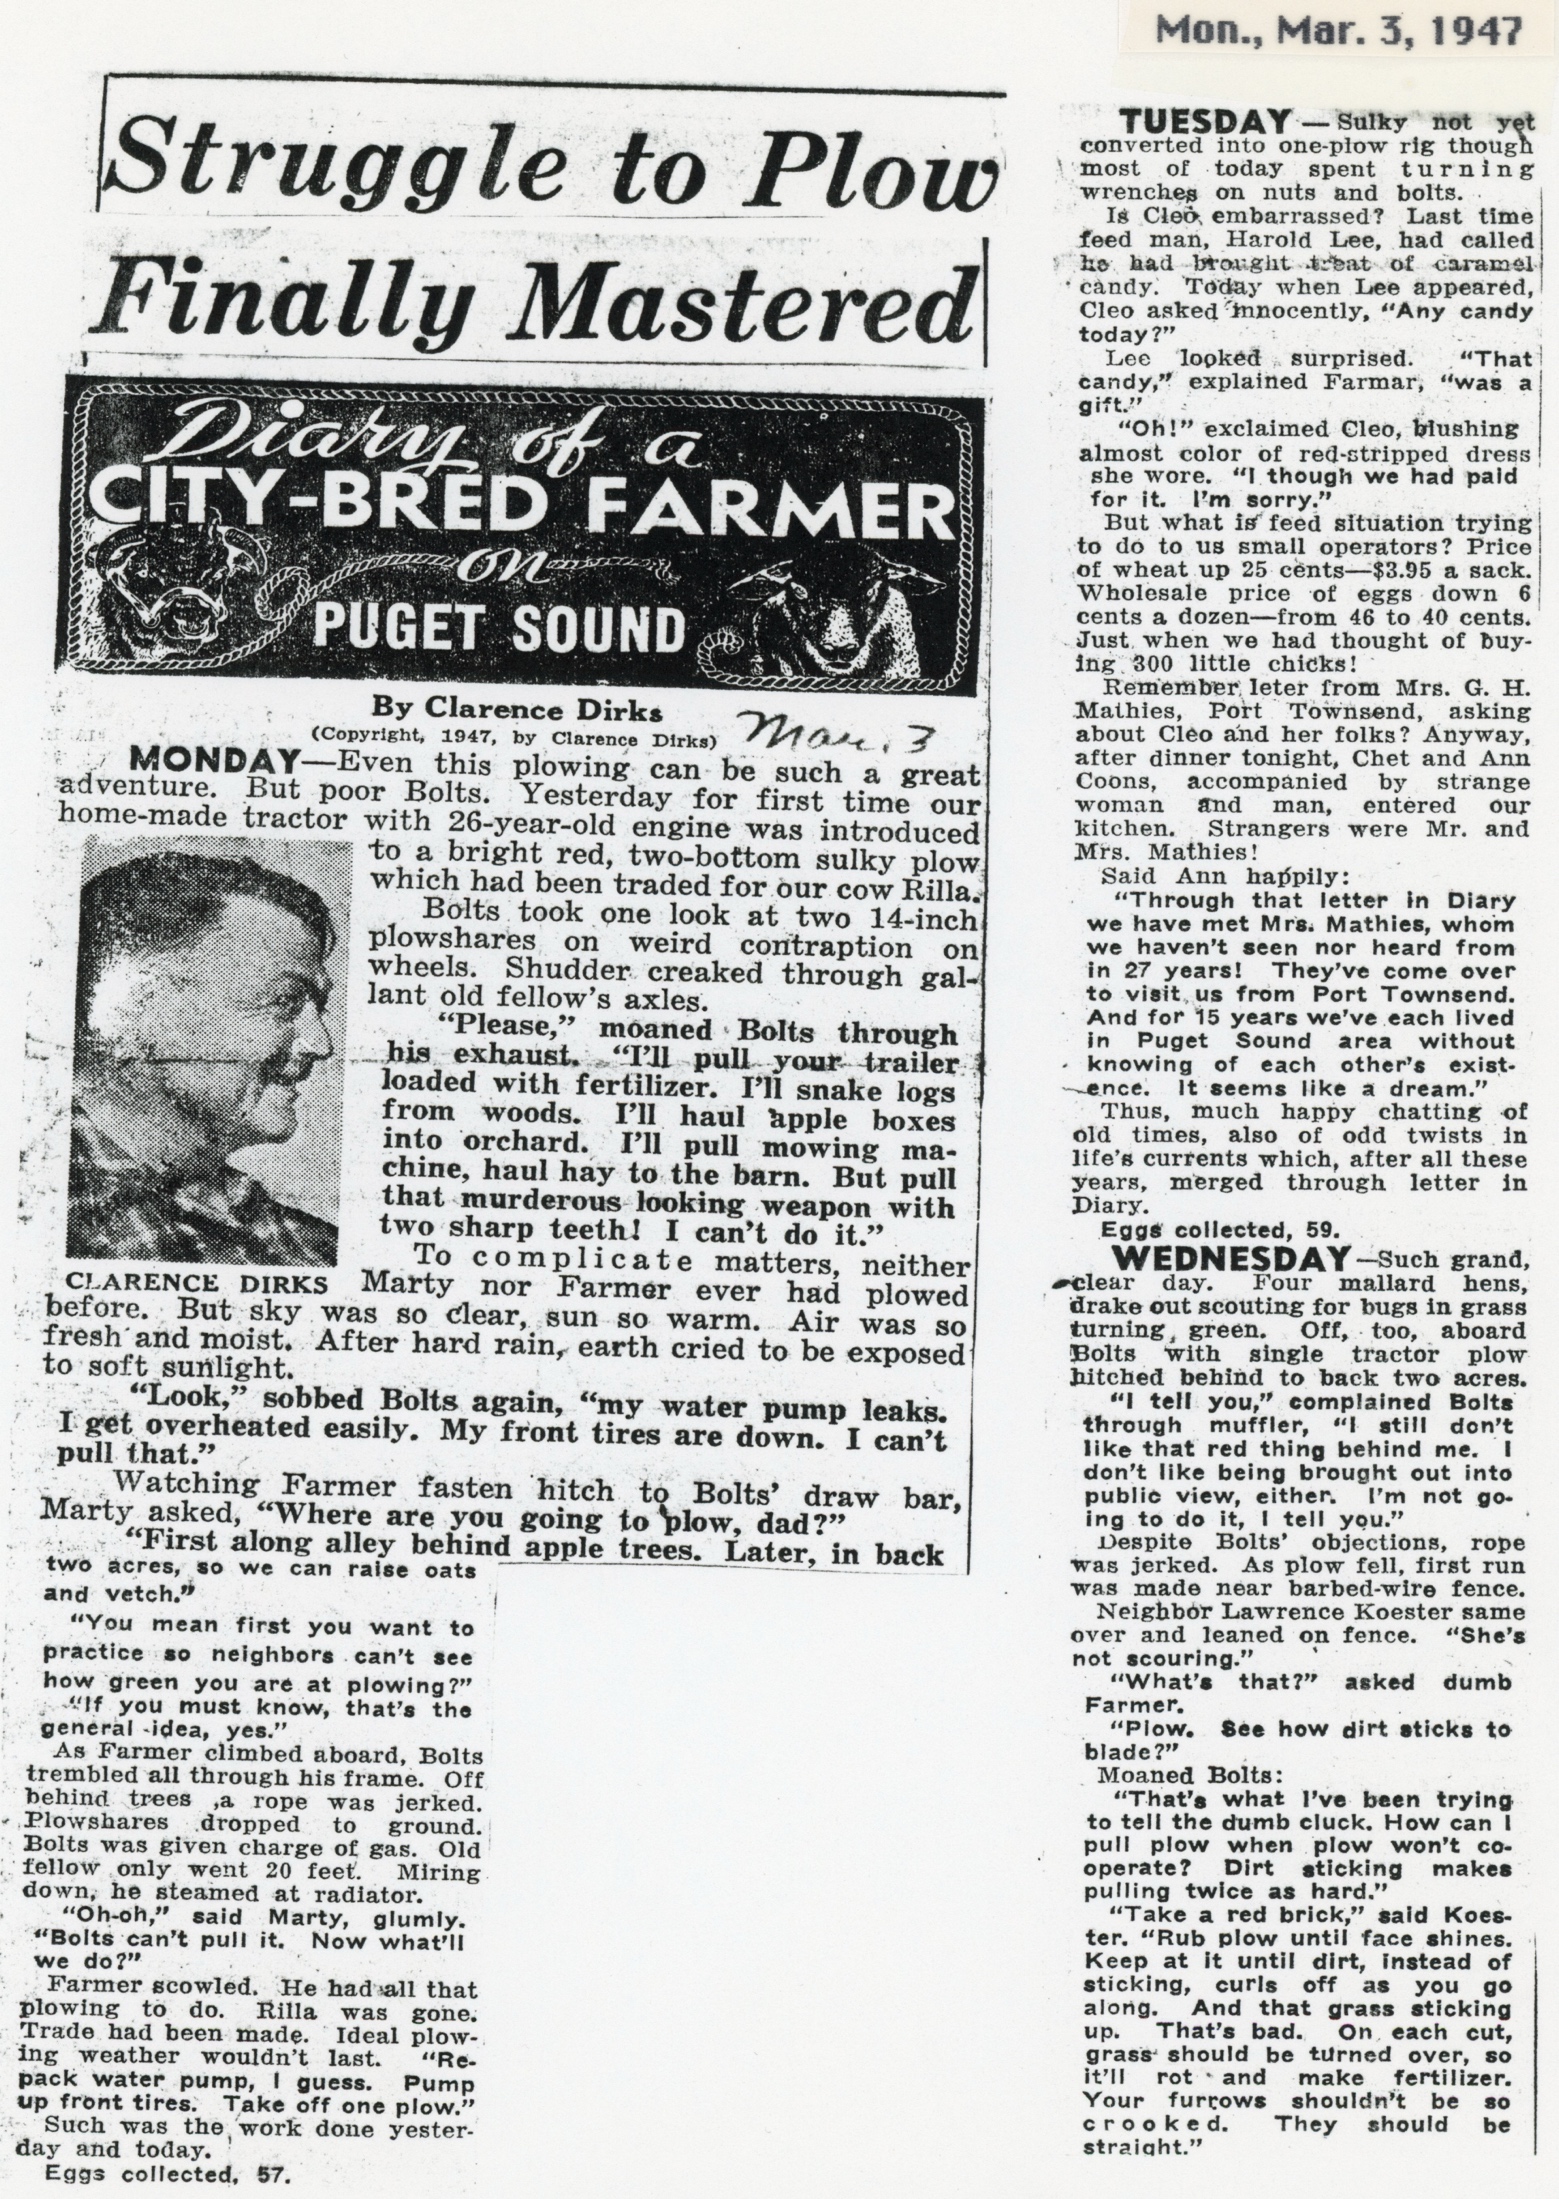 Mon., Mar. 3, 1947
Struggle to Plow
Finally Mastered
Diary of a
CITY-BRED FARMER
on
PUGET SOUND
By Clarence Dirks
(Copyright, 1947, by Clarence Dirks)
Mar. 3
MONDAY—Even this plowing can be such a great
adventure. But poor Bolts. Yesterday for first time our
home-made tractor with 26-year-old engine was introduced
to a bright red, two-bottom sulky plow
which had been traded for our cow Rilla.
Bolts took one look at two 14-inch
plowshares on weird contraption on
wheels. Shudder creaked through gal-
lant old fellow's axles.
"Please," moaned Bolts through
his exhaust. "I'll pull your trailer
loaded with fertilizer. I'll snake logs
from woods. I'll haul apple boxes
into orchard. I'll pull mowing ma-
chine, haul hay to the barn. But pull
that murderous looking weapon with
two sharp teeth! I can't do it."
CLARENCE DIRKS
To complicate matters, neither
Marty nor Farmer ever had plowed
before. But sky was so clear, sun so warm. Air was so
fresh and moist. After hard rain, earth cried to be exposed
to soft sunlight.
"Look," sobbed Bolts again, "my water pump leaks.
I get overheated easily. My front tires are down. I can't
pull that."
Watching Farmer fasten hitch to Bolts' draw bar,
Marty asked, "Where are you going to plow, dad?"
"First along alley behind apple trees. Later, in back
two acres, so we can raise oats
and vetch."
"You mean first you want to
practice so neighbors can't see
how green you are at plowing?"
"If you must know, that's the
general idea, yes."
As Farmer climbed aboard, Bolts
trembled all through his frame. Off
behind trees ,a rope was jerked.
Plowshares dropped to ground.
Bolts was given charge of gas. Old
fellow only went 20 feet. Miring
down, he steamed at radiator.
"Oh-oh," said Marty, glumly.
"Bolts can't pull it. Now what'll
we do?"
Farmer scowled. He had all that
plowing to do. Rilla was gone.
Trade had been made. Ideal plow-
ing weather wouldn't last. "Re-
pack water pump, I guess. Pump
up front tires. Take off one plow."
Such was the work done yester-
day and today.
Eggs collected, 57.
TUESDAY—Sulky not yet
converted into one-plow rig though
most of today spent turning
wrenches on nuts and bolts.
Is Cleo embarrassed? Last time
feed man, Harold Lee, had called
he had brought treat of caramel
candy. Today when Lee appeared,
Cleo asked innocently, "Any candy
today?"
Lee looked surprised. "That
candy," explained Farmar, "was a
gift."
"Oh!" exclaimed Cleo, blushing
almost color of red-stripped dress
she wore. "I though we had paid
for it. I'm sorry."
But what is feed situation trying
to do to us small operators? Price
of wheat up 25 cents—$3.95 a sack.
Wholesale price of eggs down 6
cents a dozen—from 46 to 40 cents.
Just when we had thought of buy-
ing 300 little chicks!
Remember leter from Mrs. G. H.
Mathies, Port Townsend, asking
about Cleo and her folks? Anyway,
after dinner tonight, Chet and Ann
Coons, accompanied by strange
woman and man, entered our
kitchen. Strangers were Mr. and
Mrs. Mathies!
Said Ann happily:
"Through that letter in Diary
we have met Mrs. Mathies, whom
we haven't seen nor heard from
in 27 years! They've come over
to visit us from Port Townsend.
And for 15 years we've each lived
in Puget Sound area without
knowing of each other's exist-
ence. It seems like a dream."
Thus, much happy chatting of
old times, also of odd twists in
life's currents which, after all these
years, merged through letter in
Diary.
Eggs collected, 59.
WEDNESDAY—Such grand,
clear day. Four mallard hens,
drake out scouting for bugs in grass
turning green. Off, too, aboard
Bolts with single tractor plow
hitched behind to back two acres.
"I tell you," complained Bolts
through muffler, "I still don't
like that red thing behind me. I
don't like being brought out into
public view, either. I'm not go-
ing to do it, I tell you."
Despite Bolts' objections, rope
was jerked. As plow fell, first run
was made near barbed-wire fence.
Neighbor Lawrence Koester same
over and leaned on fence. "She's
not scouring."
"What's that?" asked dumb
Farmer.
"Plow. See how dirt sticks to
blade?"
Moaned Bolts:
"That's what I've been trying
to tell the dumb cluck. How can I
pull plow when plow won't co-
operate? Dirt sticking makes
pulling twice as hard."
"Take a red brick," said Koes-
ter. "Rub plow until face shines.
Keep at it until dirt, instead of
sticking, curls off as you go
along. And that grass sticking
up. That's bad. On each cut,
grass should be turned over, so
it'll rot and make fertilizer.
Your furrows shouldn't be so
crooked. They should be
straight."